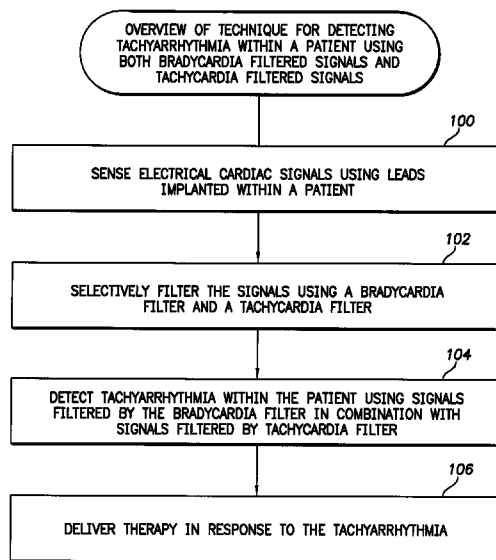 OVERVIEW OF TECHNIQUE FOR DETECTING
TACHYARRHYTHMIA WITHIN A PATIENT USING
BOTH BRADYCARDIA FILTERED SIGNALS AND
TACHYCARDIA FILTERED SIGNALS
100
SENSE ELECTRICAL CARDIAC SIGNALS USING LEADS
IMPLANTED WITHIN A PATIENT
102
SELECTIVELY FILTER THE SIGNALS USING A BRADYCARDIA
FILTER AND A TACHYCARDIA FILTER
104
DETECT TACHYARRHYTHMIA WITHIN THE PATIENT USING SIGNALS
FILTERED BY THE BRADYCARDIA FILTER IN COMBINATION WITH
SIGNALS FILTERED BY TACHYCARDIA FILTER
106
DELIVER THERAPY IN RESPONSE TO THE TACHYARRHYTHMIA